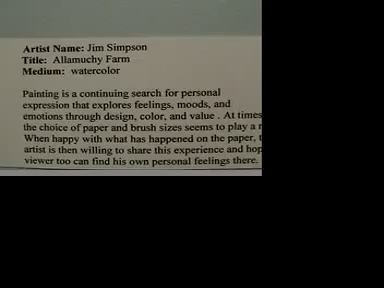 Artist Name: Jim Simpson
Title: Allamuchy Farm
Medium: watercolor
Painting is a continuing search for personal
expression that explores feelings, moods, and
emotions through design, color, and value . At times
the choice of paper and brush sizes seems to play a
When happy with what has happened on the paper,
artist is then willing to share this experience and
viewer too can find his own personal feelings there.